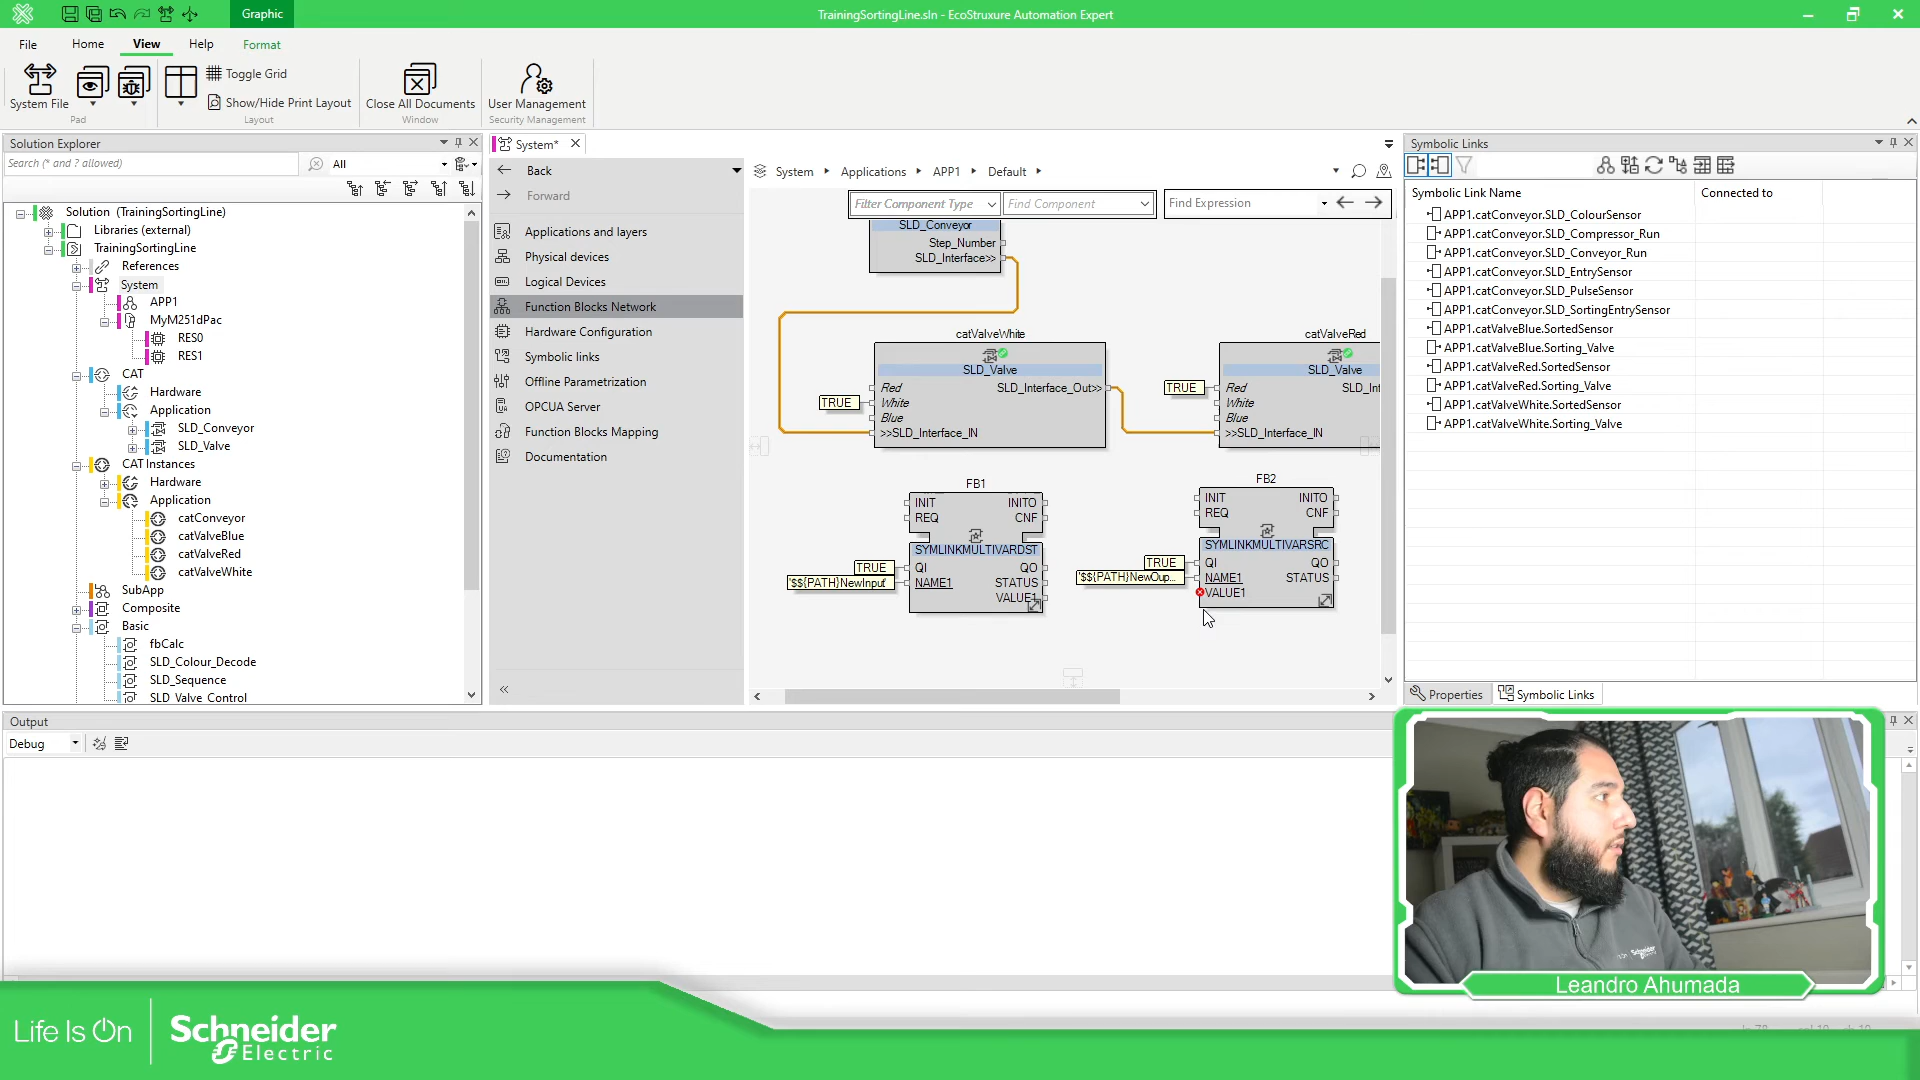 Graphic
TrainingSortingLine.sln - EcoStruxure Automation Expert
File
Home
View
Help
Format
System File
Pad
Toggle Grid
Show/Hide Print Layout
Layout
Close All Documents
Window
User Management
Security Management
Solution Explorer
Search (* and ? allowed)
All
Solution (TrainingSortingLine)
Libraries (external)
TrainingSortingLine
References
System
APP1
MyM251dPac
RES0
RES1
CAT
Hardware
Application
SLD_Conveyor
SLD_Valve
CAT Instances
Hardware
Application
catConveyor
catValveBlue
catValveRed
catValveWhite
SubApp
Composite
Basic
fbCalc
SLD_Colour_Decode
SLD_Sequence
SLD_Valve_Control
System*
Back
Forward
Applications and layers
Physical devices
Logical Devices
Function Blocks Network
Hardware Configuration
Symbolic links
Offline Parametrization
OPCUA Server
Function Blocks Mapping
Documentation
System
Applications
APP1
Default
Filter Component Type
Find Component
Find Expression
SLD_Conveyor
Step_Number
SLD_Interface>>
catValveWhite
SLD_Valve
Red
SLD_Interface_Out>>
TRUE
White
Blue
>>SLD_Interface_IN
catValveRed
SLD_Valve
TRUE
Red
SLD_Int
White
Blue
>>SLD_Interface_IN
FB1
INIT
INITO
REQ
CNF
SYMLINKMULTIVARDST
TRUE
QI
QO
'$${PATH}NewInput'
NAME1
STATUS
VALUE1
FB2
INIT
INITO
REQ
CNF
SYMLINKMULTIVARSRC
TRUE
QI
QO
'$${PATH}NewOup...
NAME1
STATUS
VALUE1
Symbolic Links
Symbolic Link Name
Connected to
APP1.catConveyor.SLD_ColourSensor
APP1.catConveyor.SLD_Compressor_Run
APP1.catConveyor.SLD_Conveyor_Run
APP1.catConveyor.SLD_EntrySensor
APP1.catConveyor.SLD_PulseSensor
APP1.catConveyor.SLD_SortingEntrySensor
APP1.catValveBlue.SortedSensor
APP1.catValveBlue.Sorting_Valve
APP1.catValveRed.SortedSensor
APP1.catValveRed.Sorting_Valve
APP1.catValveWhite.SortedSensor
APP1.catValveWhite.Sorting_Valve
Properties
Symbolic Links
Output
Debug
Leandro Ahumada
Life Is On
Schneider
Electric